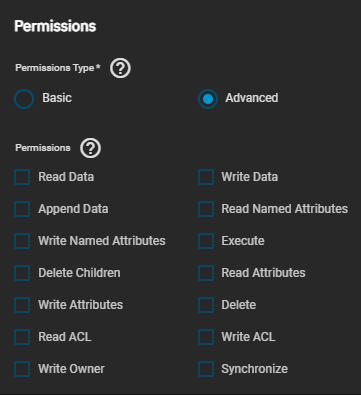 Permissions
Permissions Type *
Basic Advanced
Permissions
Read Data Write Data
Append Data Read Named Attributes
Write Named Attributes Execute
Delete Children Read Attributes
Write Attributes Delete
Read ACL Write ACL
Write Owner Synchronize